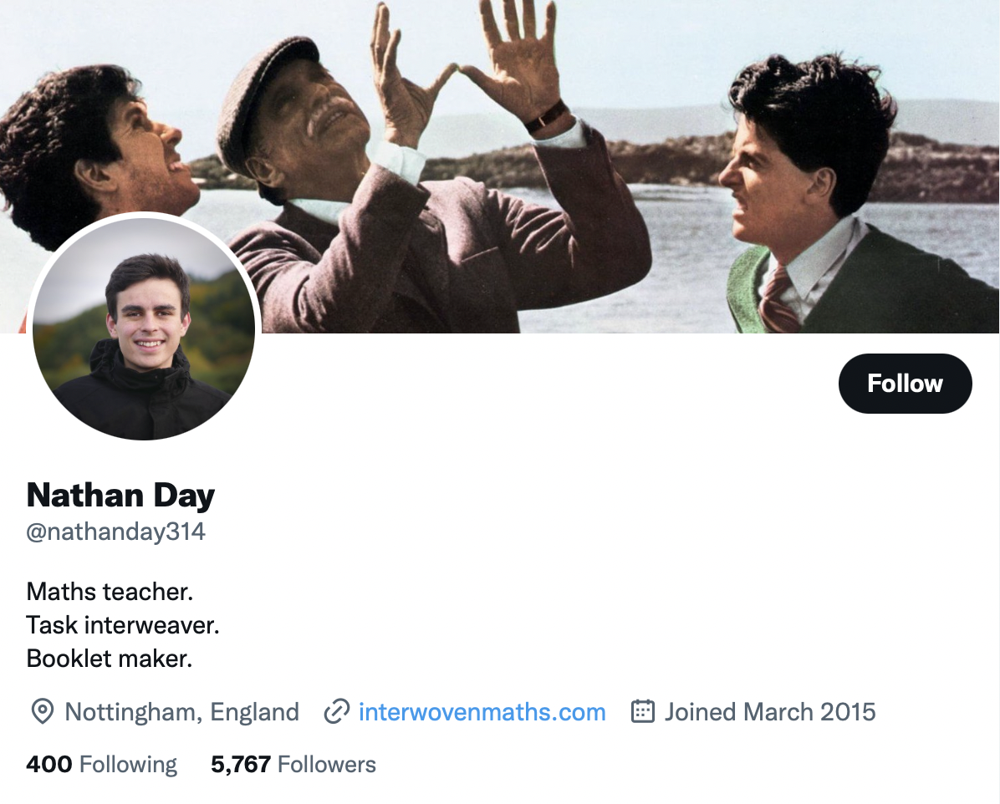 Follow
Nathan Day
@nathanday314
Maths teacher.
Task interweaver.
Booklet maker.
Nottingham, England interwovenmaths.com Joined March 2015
400 Following 5,767 Followers